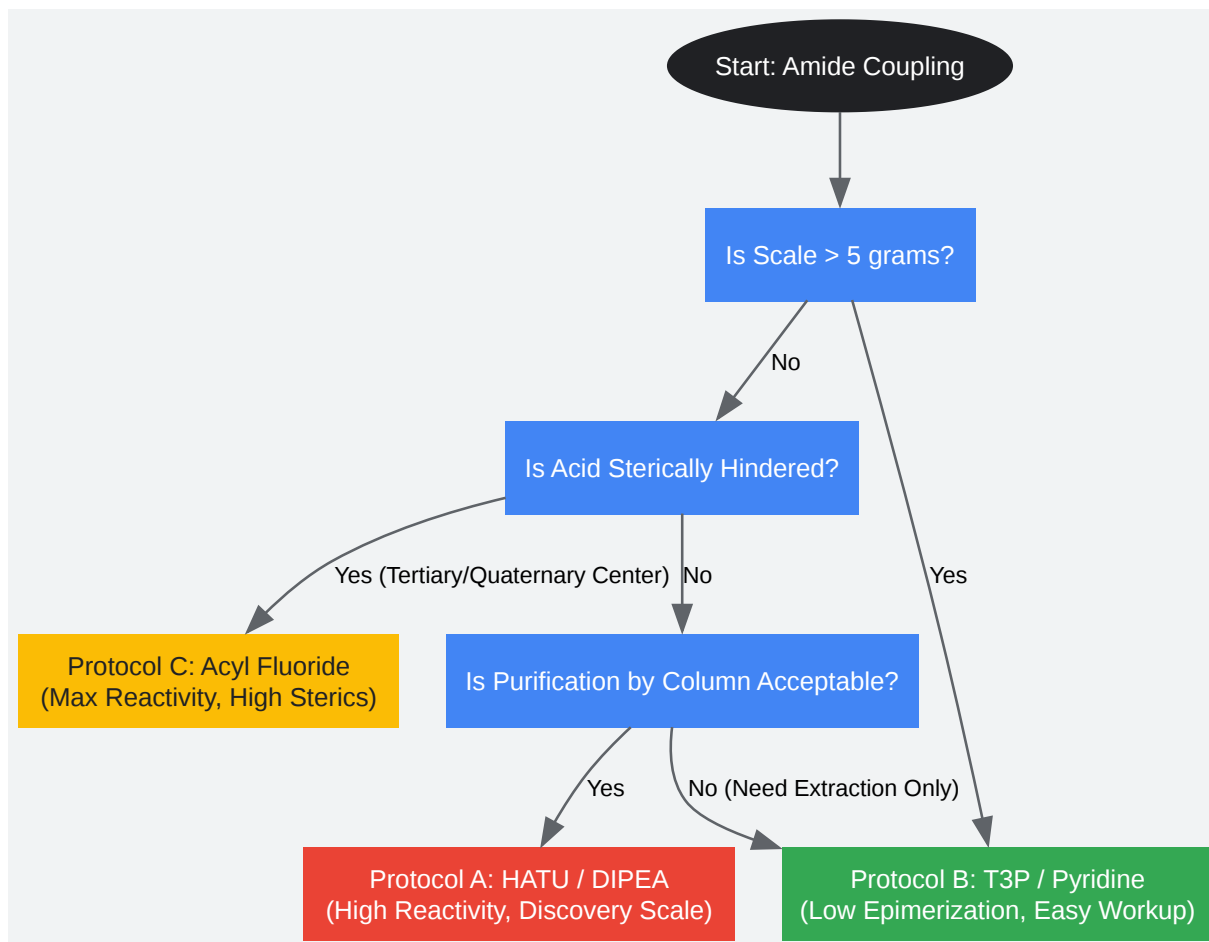 Start: Amide Coupling
Is Scale > 5 grams?
No
Is Acid Sterically Hindered?
Yes (Tertiary/Quaternary Center)
No
Yes
Protocol C: Acyl Fluoride
(Max Reactivity, High Sterics)
Is Purification by Column Acceptable?
Yes
No (Need Extraction Only)
Protocol A: HATU / DIPEA
(High Reactivity, Discovery Scale)
Protocol B: T3P / Pyridine
(Low Epimerization, Easy Workup)